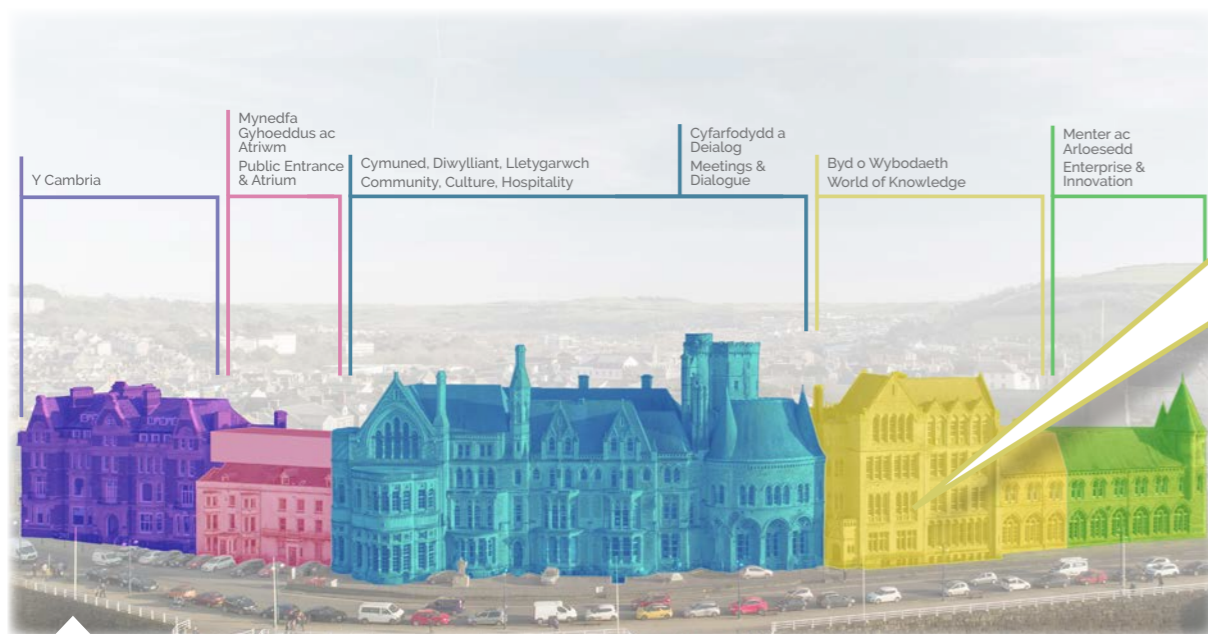 Y Cambria
Mynedfa
Gyhoeddus ac
Atriwm
Public Entrance
& Atrium
Cymuned, Diwylliant, Lletygarwch
Community, Culture, Hospitality
Cyfarfodydd a
Deialog
Meetings &
Dialogue
Byd o Wybodaeth
World of Knowledge
Menter ac
Arloesedd
Enterprise &
Innovation